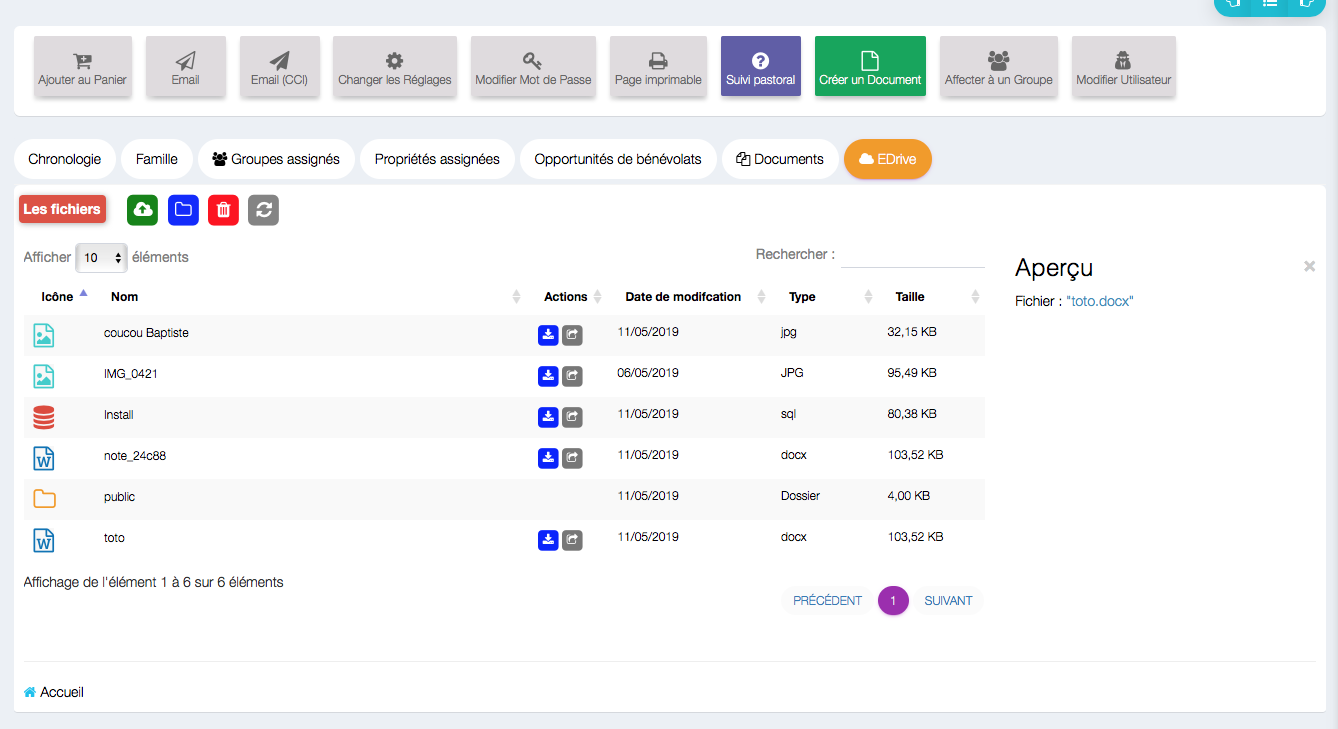 Ajouter au Panier
Email
Email (CCI)
Changer les Réglages
Modifier Mot de Passe
Page imprimable
Suivi pastoral
Créer un Document
Affecter à un Groupe
Modifier Utilisateur
Chronologie
Famille
Groupes assignés
Propriétés assignées
Opportunités de bénévolats
Documents
EDrive
Les fichiers
Afficher 10 éléments
Rechercher :
Aperçu
Fichier : "toto.docx"
Icône Nom Actions Date de modifcation Type Taille
coucou Baptiste 11/05/2019 jpg 32,15 KB
IMG_0421 06/05/2019 JPG 95,49 KB
Install 11/05/2019 sql 80,38 KB
note_24c88 11/05/2019 docx 103,52 KB
public 11/05/2019 Dossier 4,00 KB
toto 11/05/2019 docx 103,52 KB
Affichage de l'élément 1 à 6 sur 6 éléments
PRÉCÉDENT 1 SUIVANT
Accueil